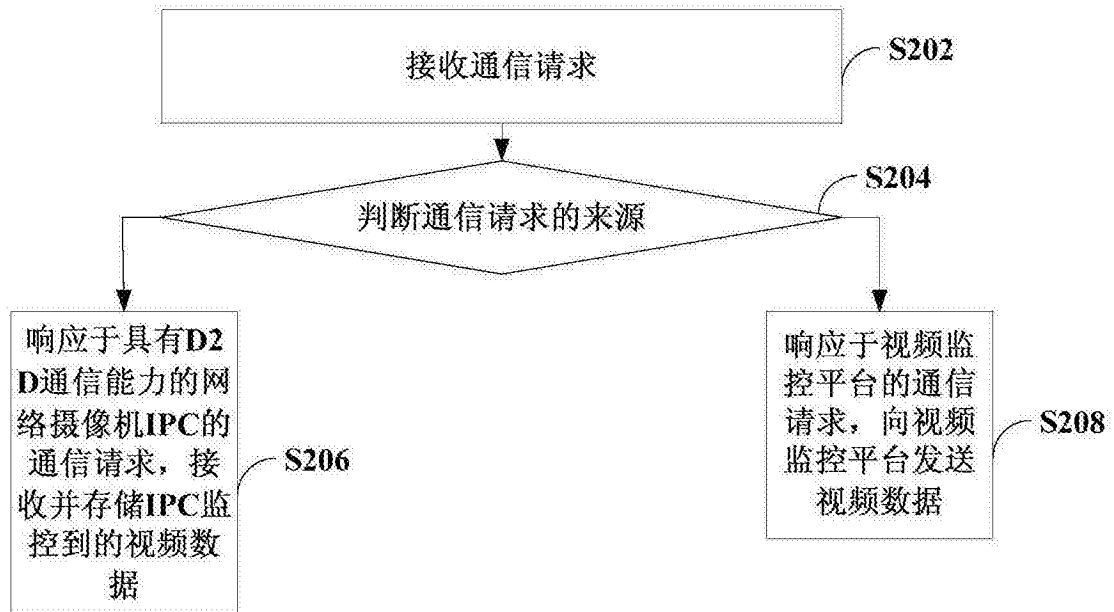 接收通信请求
S202
判断通信请求的来源
S204
响应于具有D2
D通信能力的网
络摄像机IPC的
通信请求，接
收并存储IPC监
控到的视频数
据
S206
响应于视频监
控平台的通信
请求，向视频
监控平台发送
视频数据
S208